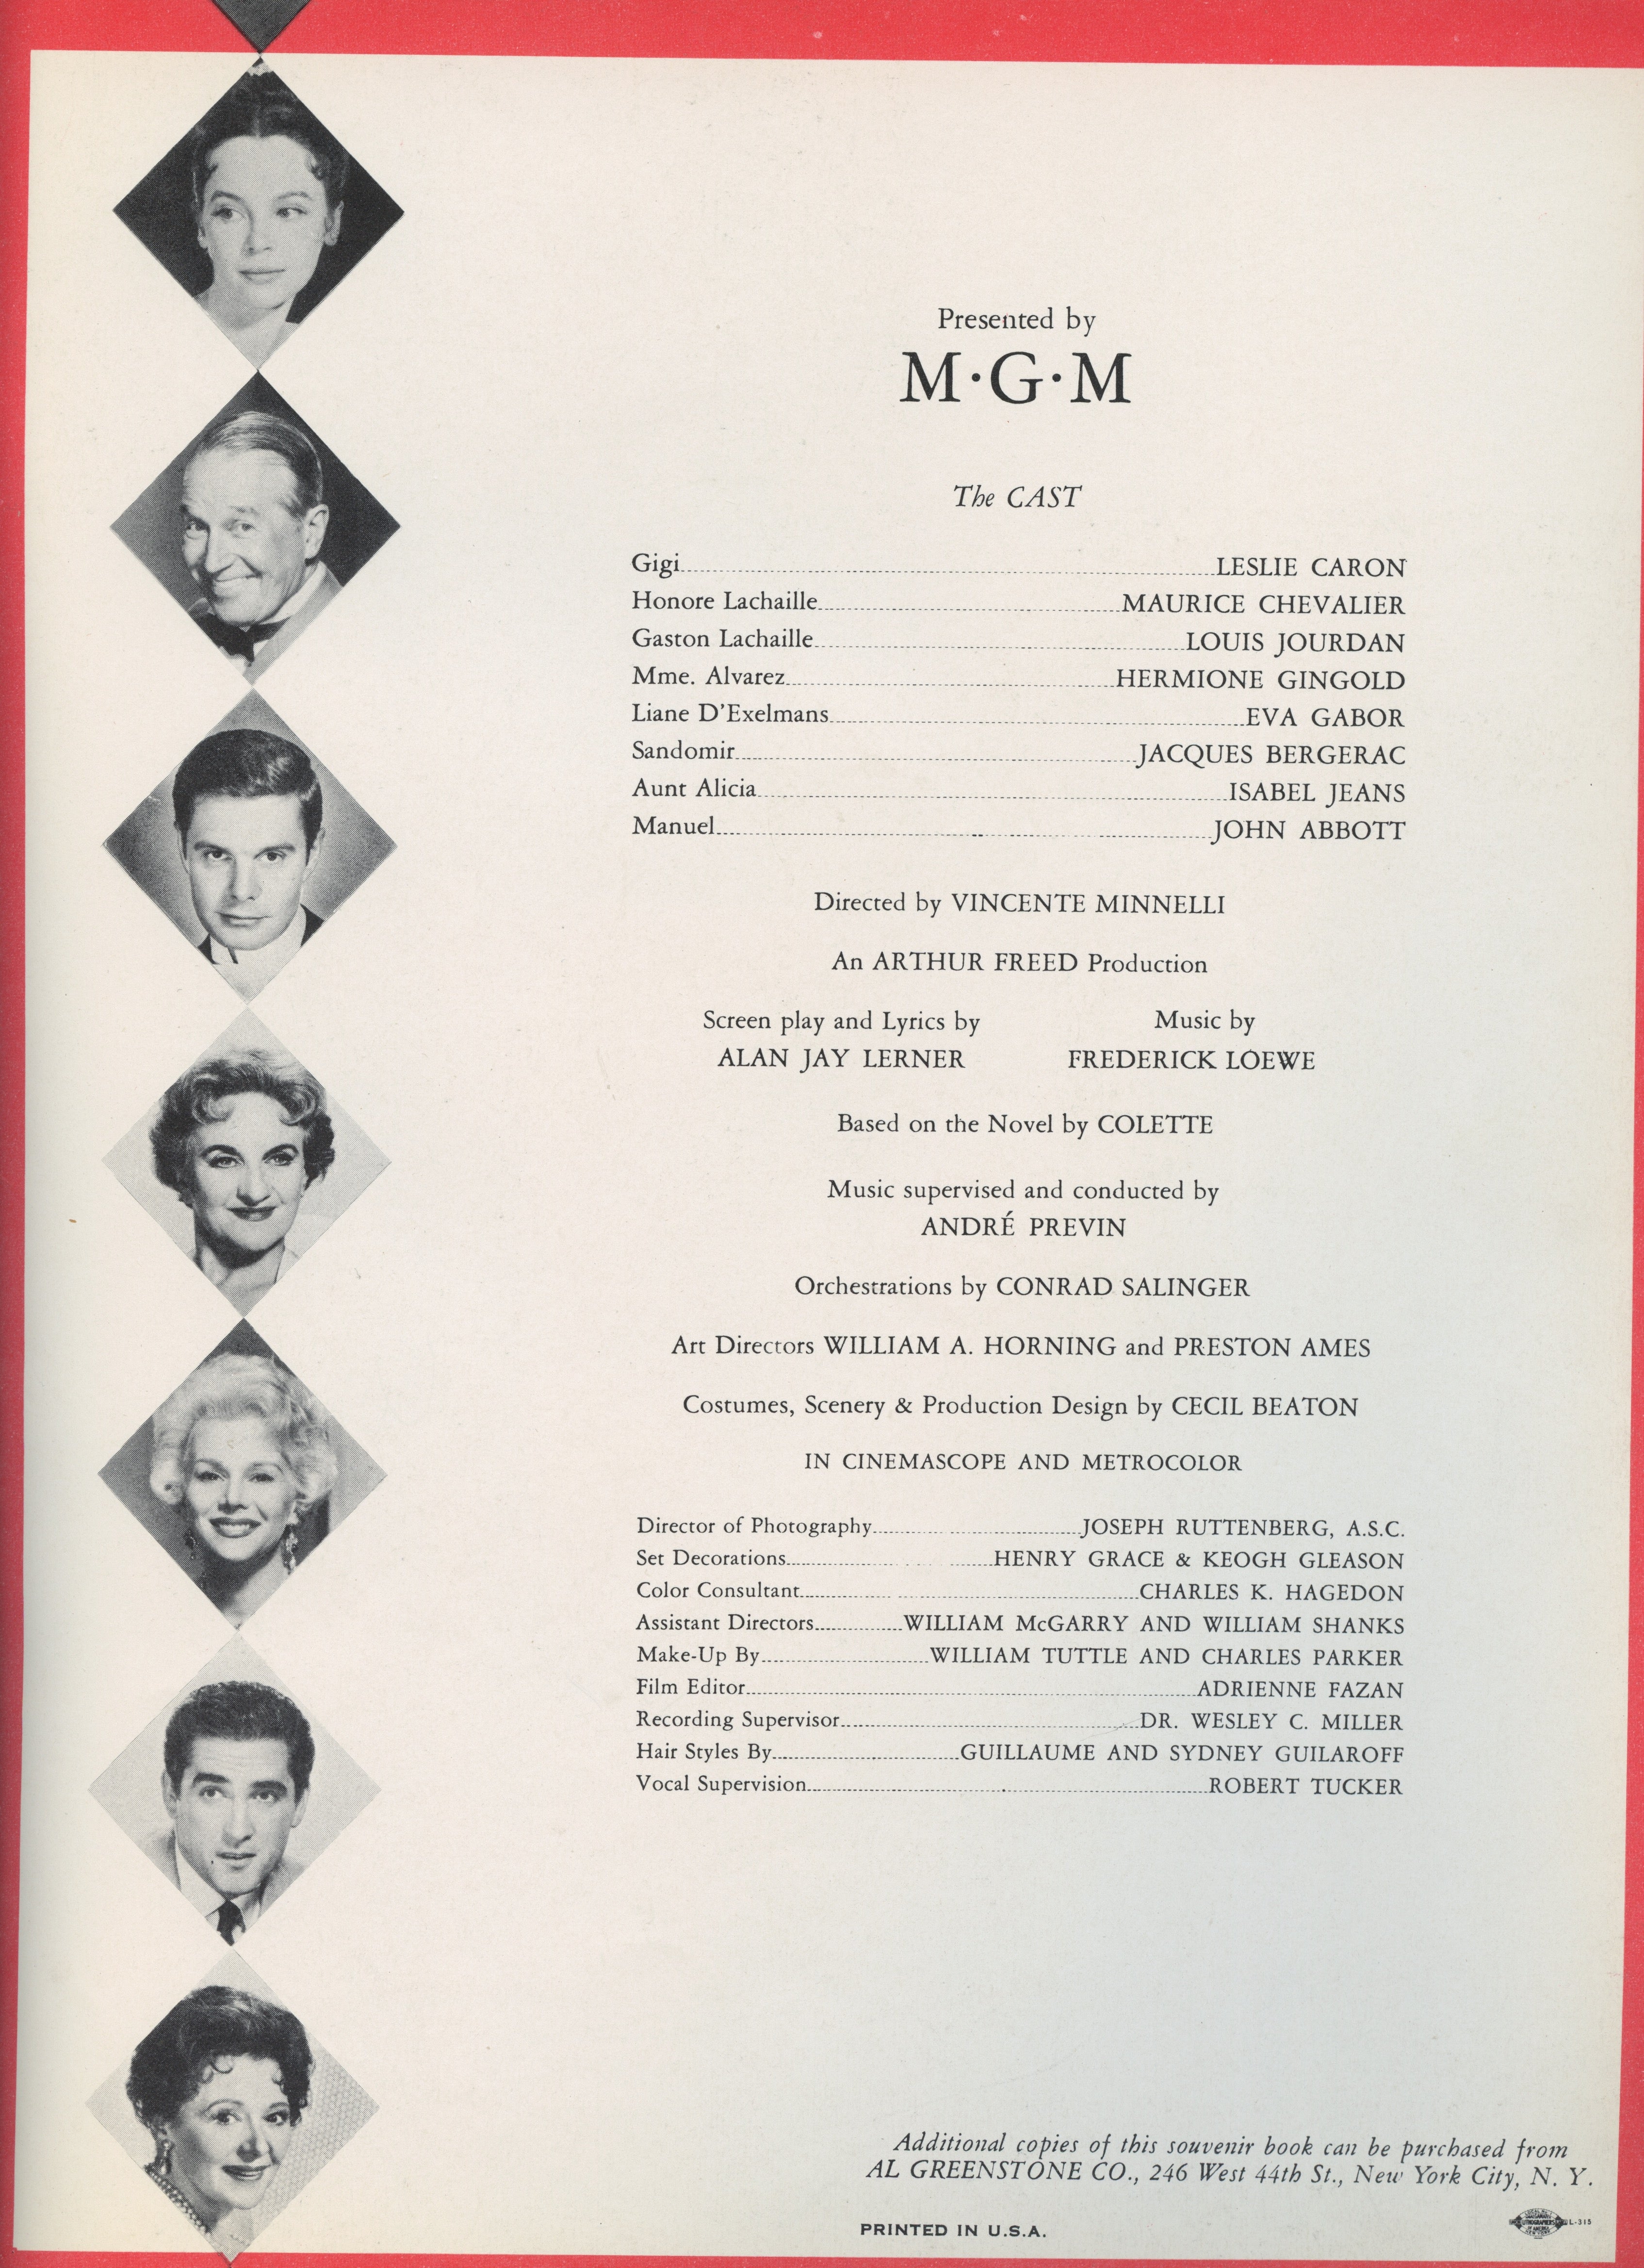 Presented by
M·G·M
The CAST
Gigi LESLIE CARON
Honore Lachaille MAURICE CHEVALIER
Gaston Lachaille LOUIS JOURDAN
Mme. Alvarez HERMIONE GINGOLD
Liane D'Exelmans EVA GABOR
Sandomir JACQUES BERGERAC
Aunt Alicia ISABEL JEANS
Manuel JOHN ABBOTT
Directed by VINCENTE MINNELLI
An ARTHUR FREED Production
Screen play and Lyrics by
ALAN JAY LERNER
Music by
FREDERICK LOEWE
Based on the Novel by COLETTE
Music supervised and conducted by
ANDRÉ PREVIN
Orchestrations by CONRAD SALINGER
Art Directors WILLIAM A. HORNING and PRESTON AMES
Costumes, Scenery & Production Design by CECIL BEATON
IN CINEMASCOPE AND METROCOLOR
Director of Photography JOSEPH RUTTENBERG, A.S.C.
Set Decorations HENRY GRACE & KEOGH GLEASON
Color Consultant CHARLES K. HAGEDON
Assistant Directors WILLIAM McGARRY AND WILLIAM SHANKS
Make-Up By WILLIAM TUTTLE AND CHARLES PARKER
Film Editor ADRIENNE FAZAN
Recording Supervisor DR. WESLEY C. MILLER
Hair Styles By GUILLAUME AND SYDNEY GUILAROFF
Vocal Supervision ROBERT TUCKER
Additional copies of this souvenir book can be purchased from
AL GREENSTONE CO., 246 West 44th St., New York City, N. Y.
PRINTED IN U.S.A.
L-315